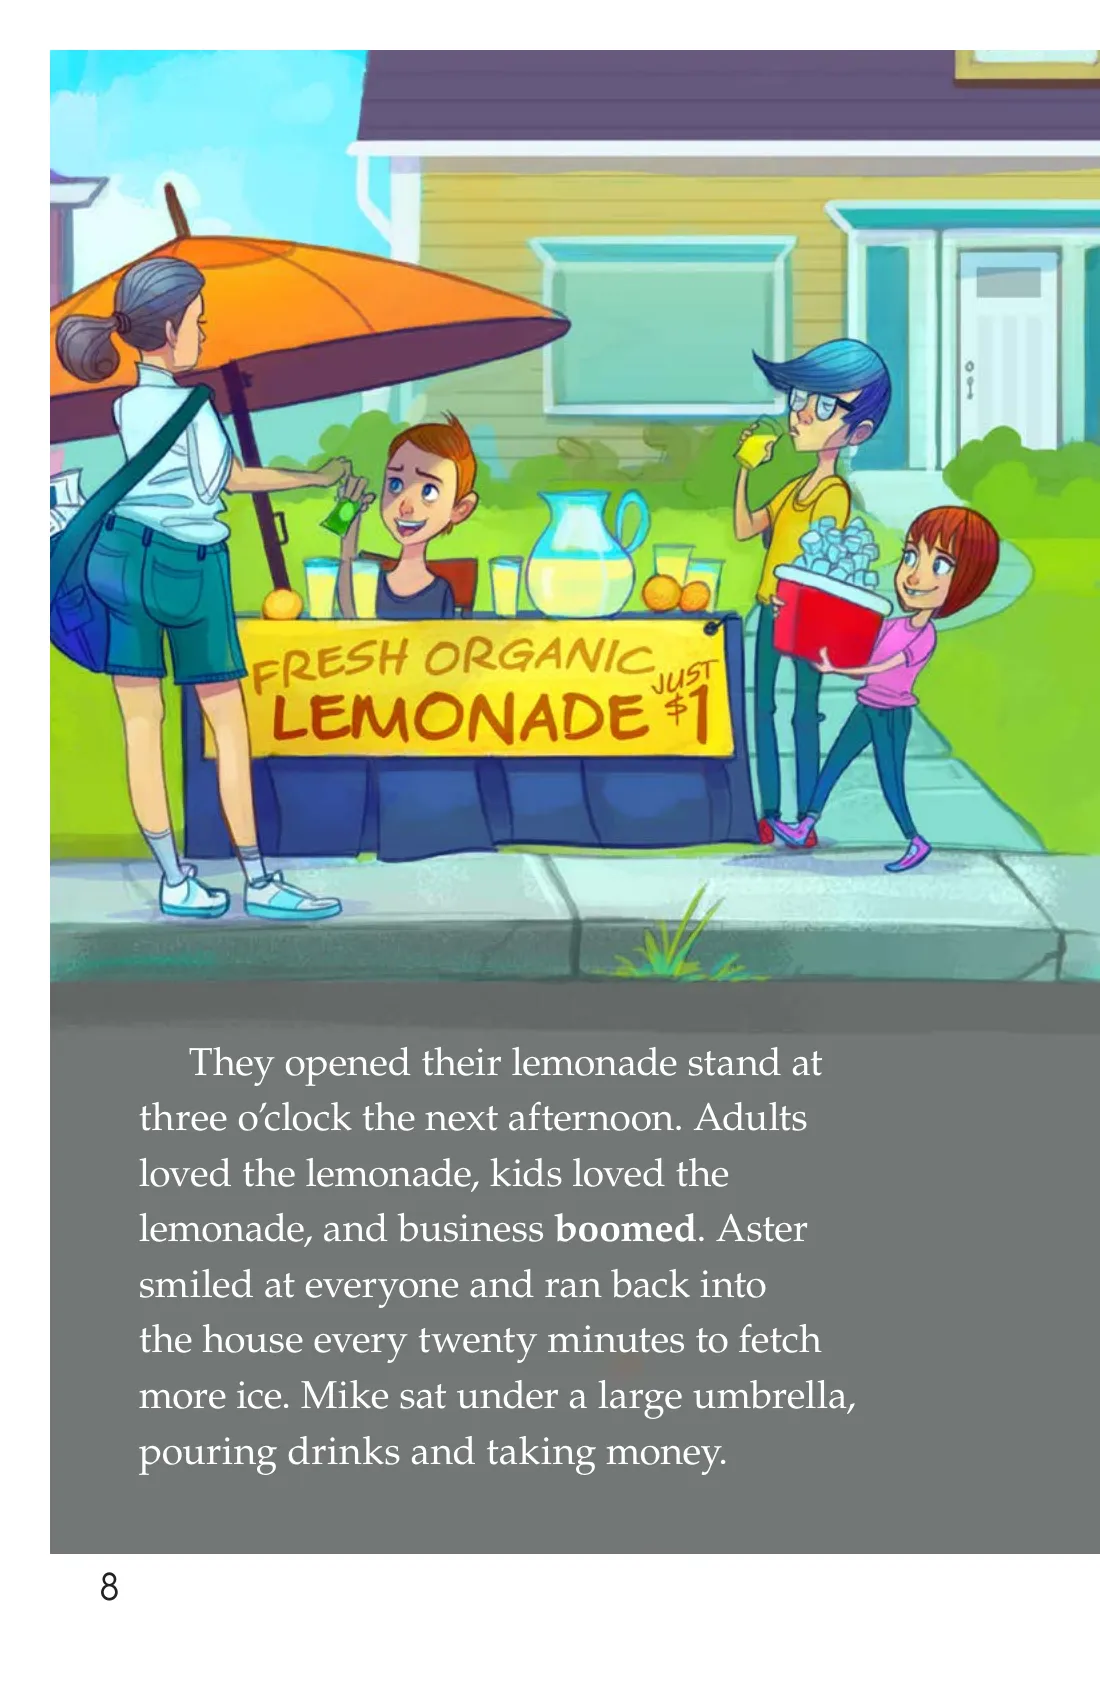 FRESH ORGANIC
LEMONADE
JUST
$1
They opened their lemonade stand at
three o’clock the next afternoon. Adults
loved the lemonade, kids loved the
lemonade, and business boomed. Aster
smiled at everyone and ran back into
the house every twenty minutes to fetch
more ice. Mike sat under a large umbrella,
pouring drinks and taking money.
8